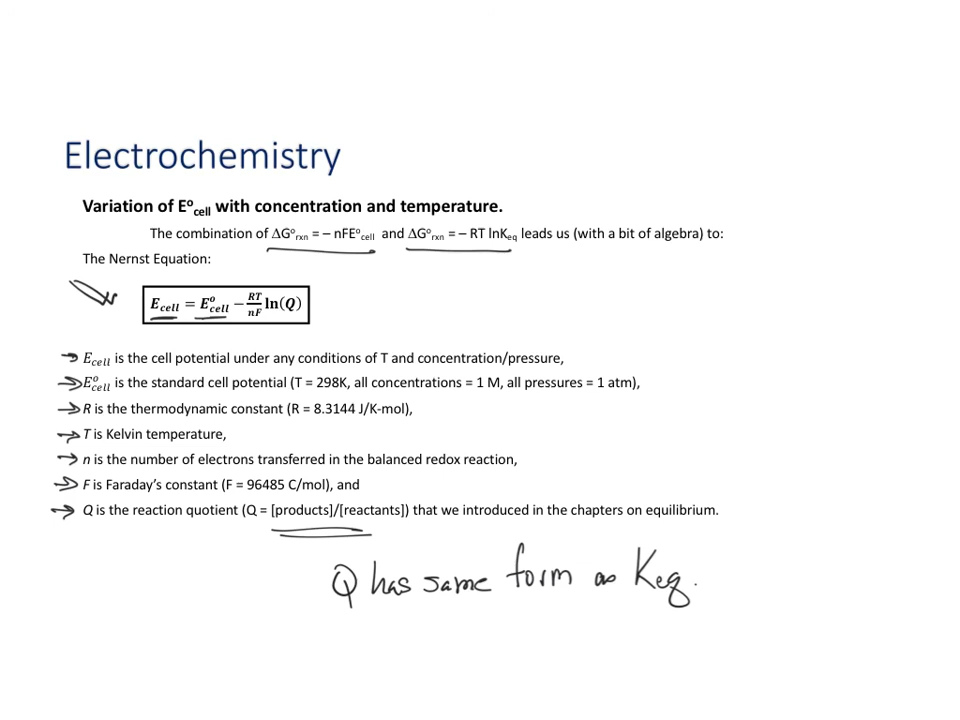 Electrochemistry
Variation of E°cell with concentration and temperature.
The combination of ΔG°rxn = – nFE°cell and ΔG°rxn = – RT lnKeq leads us (with a bit of algebra) to:
The Nernst Equation:
E_cell = E°_cell − RT/nF ln(Q)
E_cell is the cell potential under any conditions of T and concentration/pressure,
E°_cell is the standard cell potential (T = 298K, all concentrations = 1 M, all pressures = 1 atm),
R is the thermodynamic constant (R = 8.3144 J/K-mol),
T is Kelvin temperature,
n is the number of electrons transferred in the balanced redox reaction,
F is Faraday's constant (F = 96485 C/mol), and
Q is the reaction quotient (Q = [products]/[reactants]) that we introduced in the chapters on equilibrium.
Q has same form as Keq.